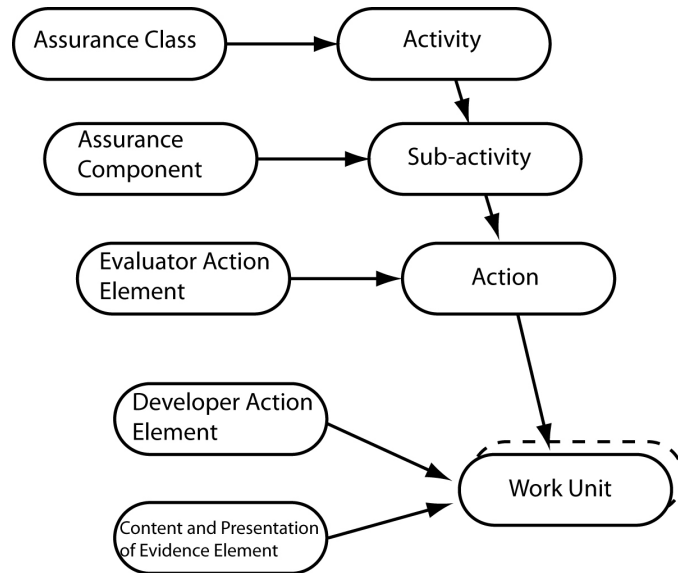 Assurance Class
Activity
Assurance
Component
Sub-activity
Evaluator Action
Element
Action
Developer Action
Element
Work Unit
Content and Presentation
of Evidence Element